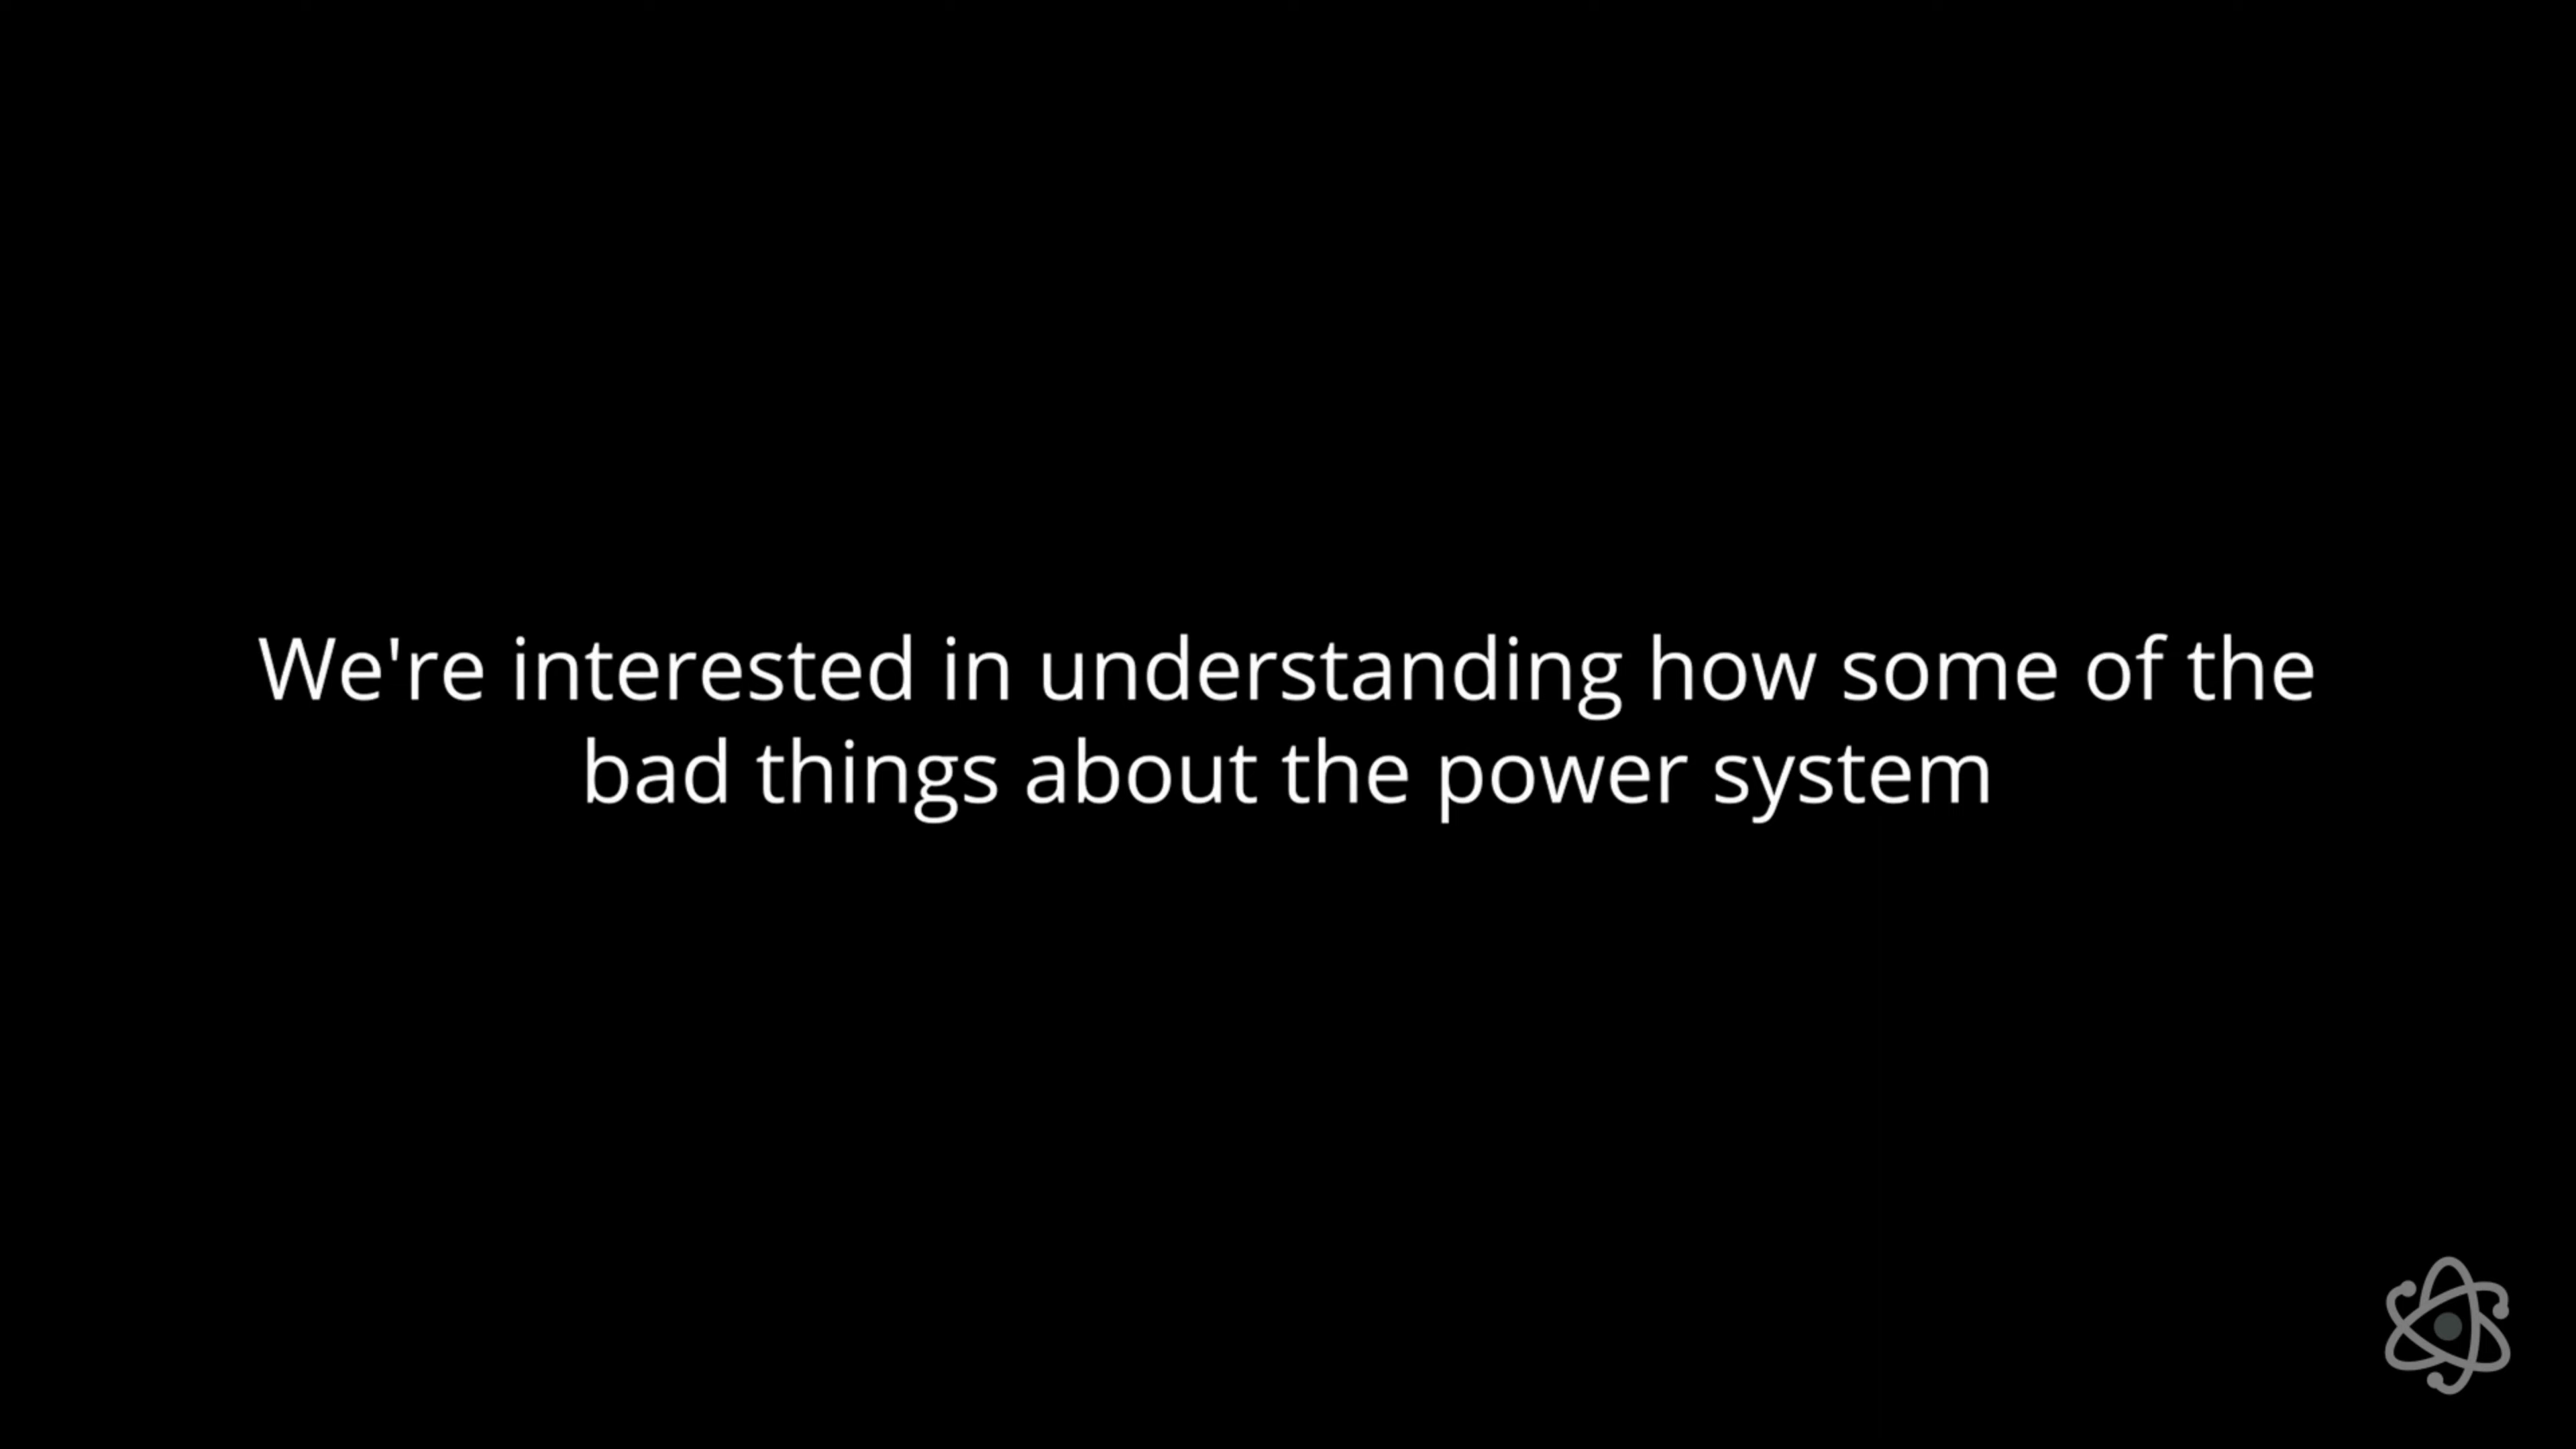 We're interested in understanding how some of the
bad things about the power system